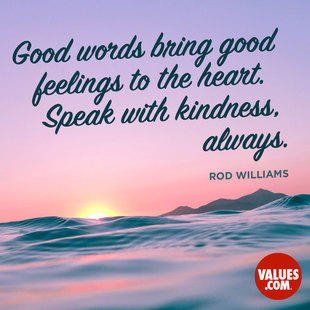 Good words bring good
feelings to the heart.
Speak with kindness,
always.
ROD WILLIAMS
VALUES
.COM